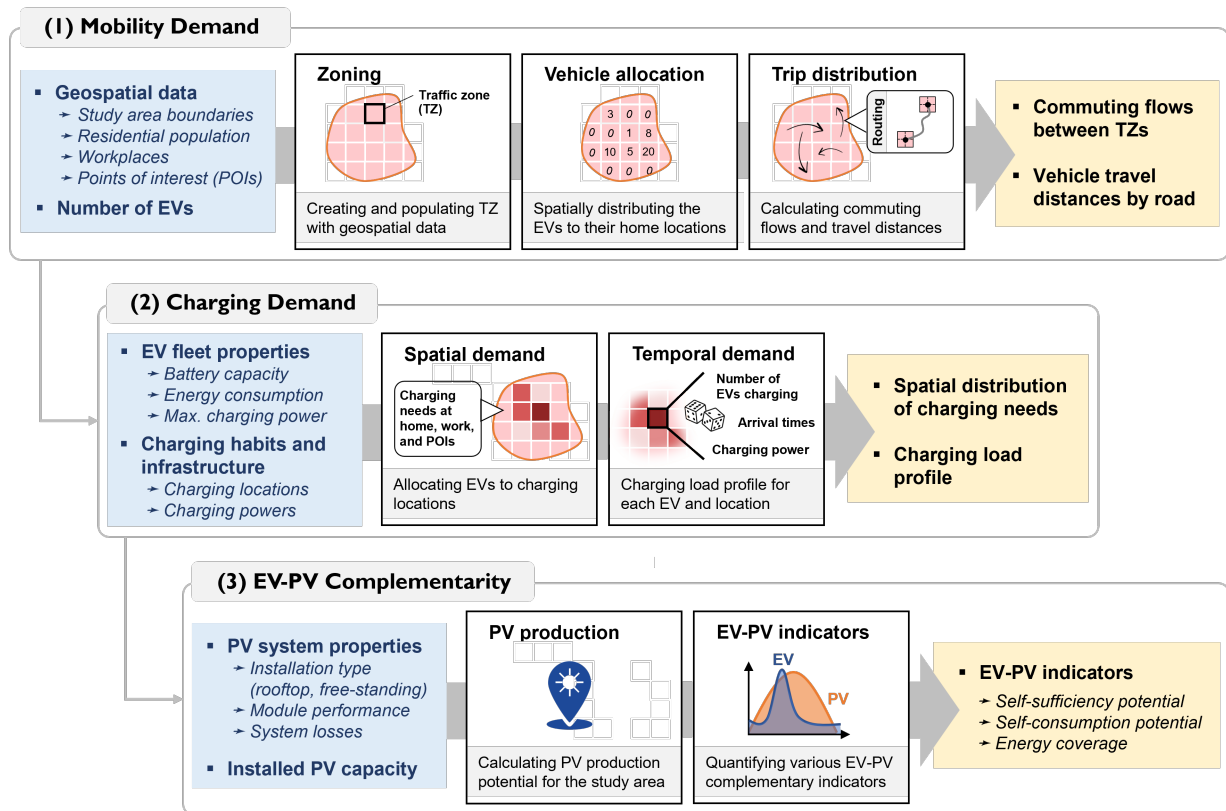 (1) Mobility Demand
▪ Geospatial data
➛ Study area boundaries
➛ Residential population
➛ Workplaces
➛ Points of interest (POIs)
▪ Number of EVs
Zoning
Traffic zone
(TZ)
Creating and populating TZ
with geospatial data
Vehicle allocation
3 0 0
0 0 1 8
0 10 5 20
0 0 0
Spatially distributing the
EVs to their home locations
Trip distribution
Routing
Calculating commuting
flows and travel distances
▪ Commuting flows
between TZs
▪ Vehicle travel
distances by road
(2) Charging Demand
▪ EV fleet properties
➛ Battery capacity
➛ Energy consumption
➛ Max. charging power
▪ Charging habits and
infrastructure
➛ Charging locations
➛ Charging powers
Spatial demand
Charging
needs at
home, work,
and POIs
Allocating EVs to charging
locations
Temporal demand
Number of
EVs charging
Arrival times
Charging power
Charging load profile for
each EV and location
▪ Spatial distribution
of charging needs
▪ Charging load
profile
(3) EV-PV Complementarity
▪ PV system properties
➛ Installation type
(rooftop, free-standing)
➛ Module performance
➛ System losses
▪ Installed PV capacity
PV production
Calculating PV production
potential for the study area
EV-PV indicators
EV
PV
Quantifying various EV-PV
complementary indicators
▪ EV-PV indicators
➛ Self-sufficiency potential
➛ Self-consumption potential
➛ Energy coverage